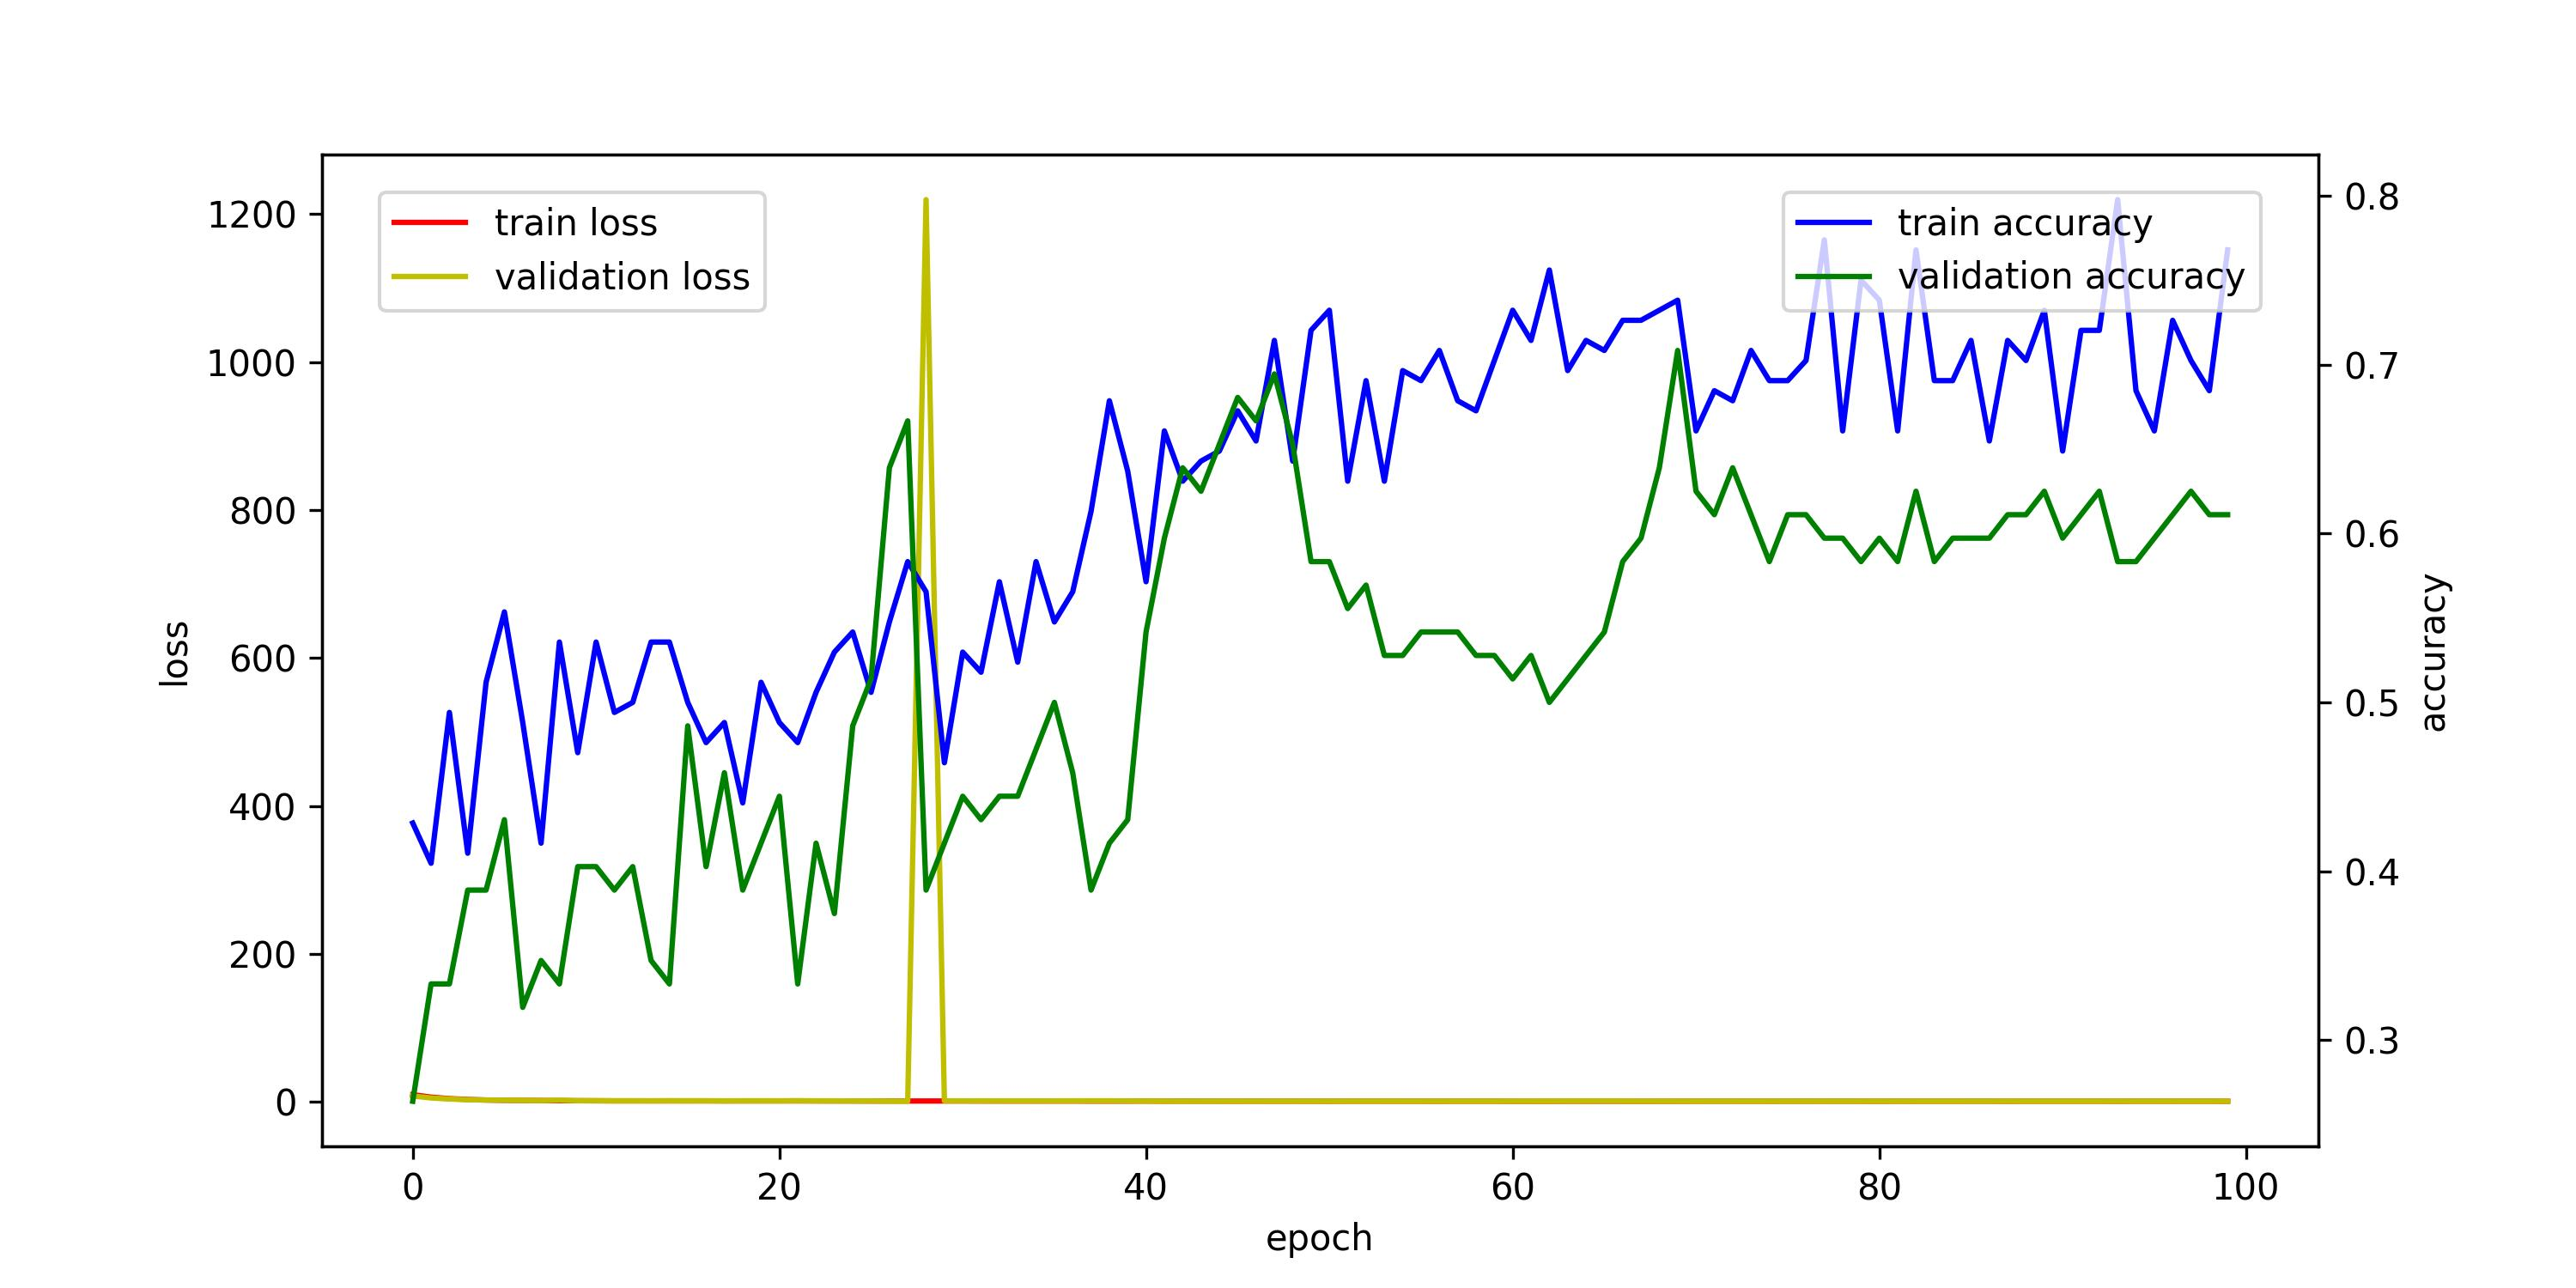 train loss
validation loss
train accuracy
validation accuracy
1200
1000
800
600
400
200
0
loss
0.8
0.7
0.6
0.5
0.4
0.3
accuracy
0 20 40 60 80 100
epoch